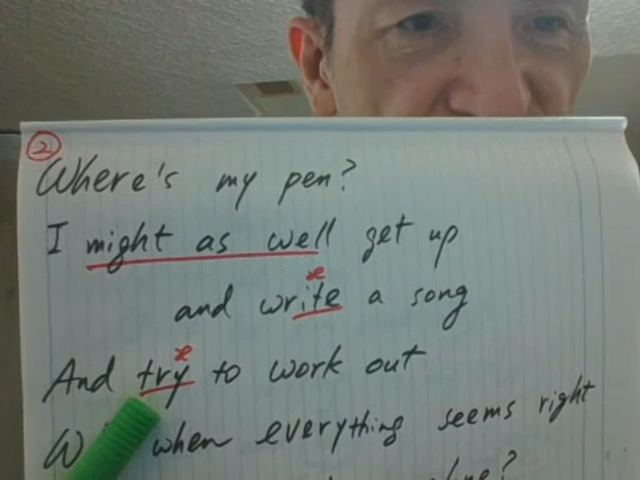 2
Where's my pen?
I might as well get up
and write a song
And try to work out
when everything seems right